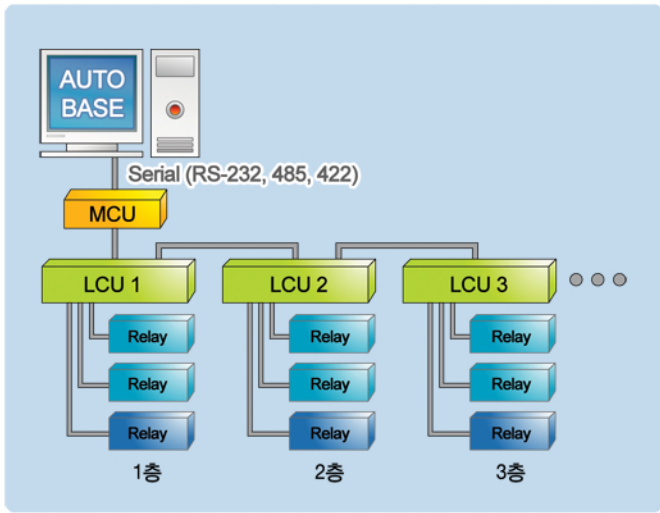 AUTO
BASE
Serial (RS-232, 485, 422)
MCU
LCU 1
LCU 2
LCU 3
Relay
Relay
Relay
Relay
Relay
Relay
Relay
Relay
Relay
1층
2층
3층